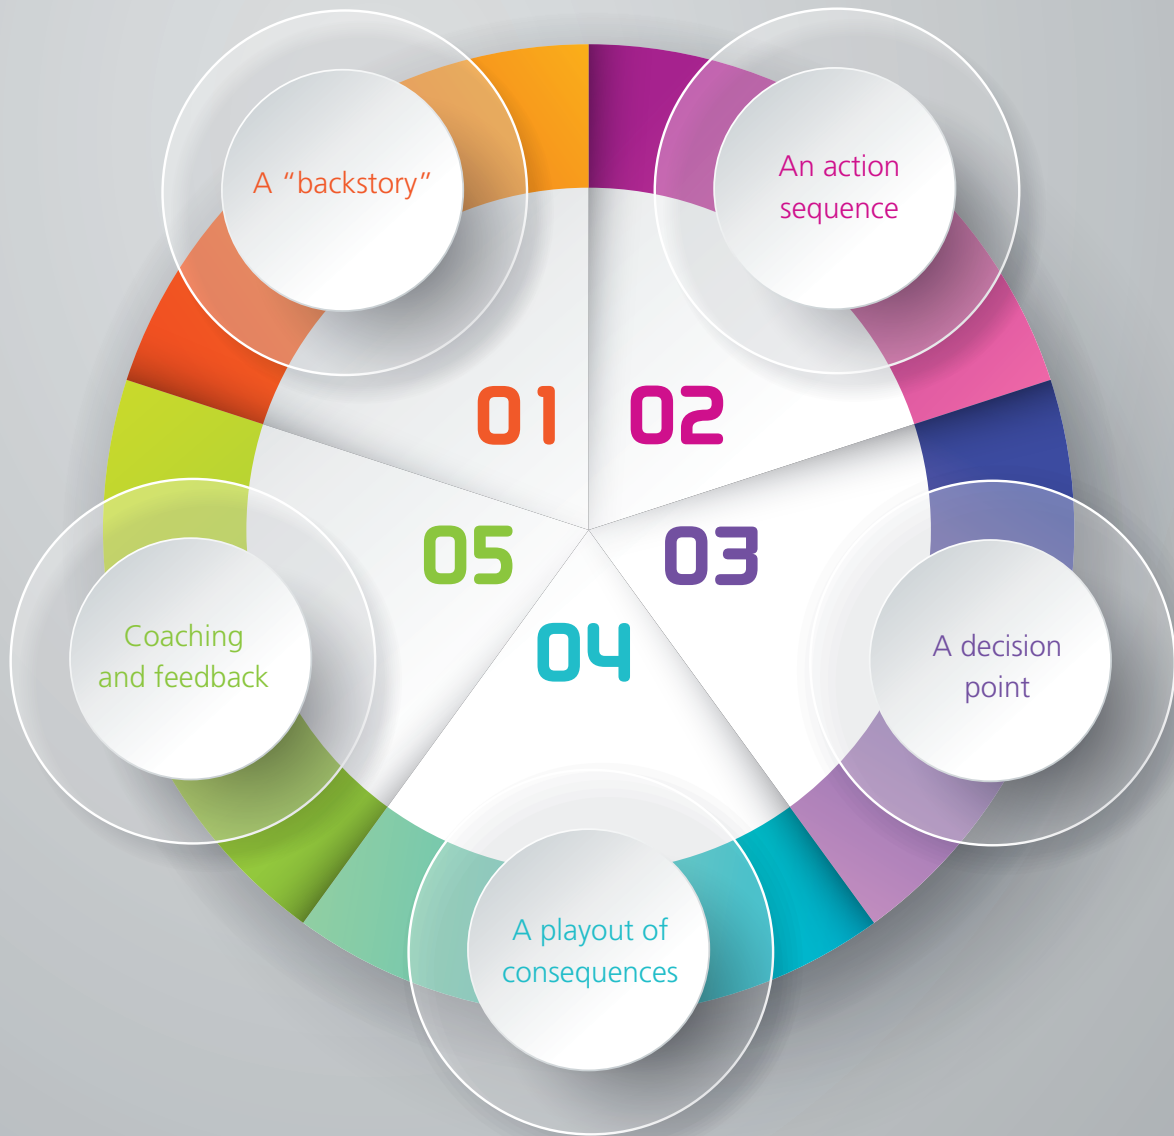 A “backstory”
01
An action
sequence
02
A decision
point
03
A playout of
consequences
04
Coaching
and feedback
05